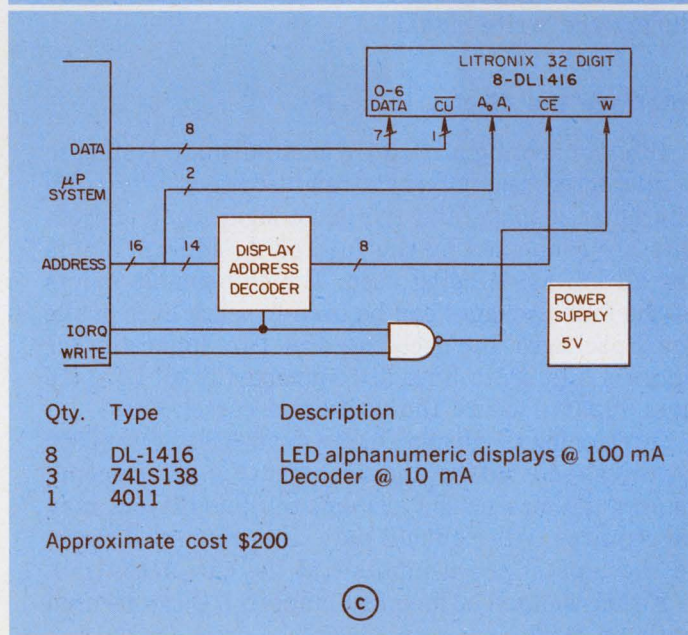 LITRONIX 32 DIGIT
8-DL1416
0-6
DATA
CU
A₀ A₁
CE
W
8
7
1
DATA
2
μP
SYSTEM
16
14
8
ADDRESS
DISPLAY
ADDRESS
DECODER
POWER
SUPPLY
5V
IORQ
WRITE
Qty. Type Description
8 DL-1416 LED alphanumeric displays @ 100 mA
3 74LS138 Decoder @ 10 mA
1 4011
Approximate cost $200
C